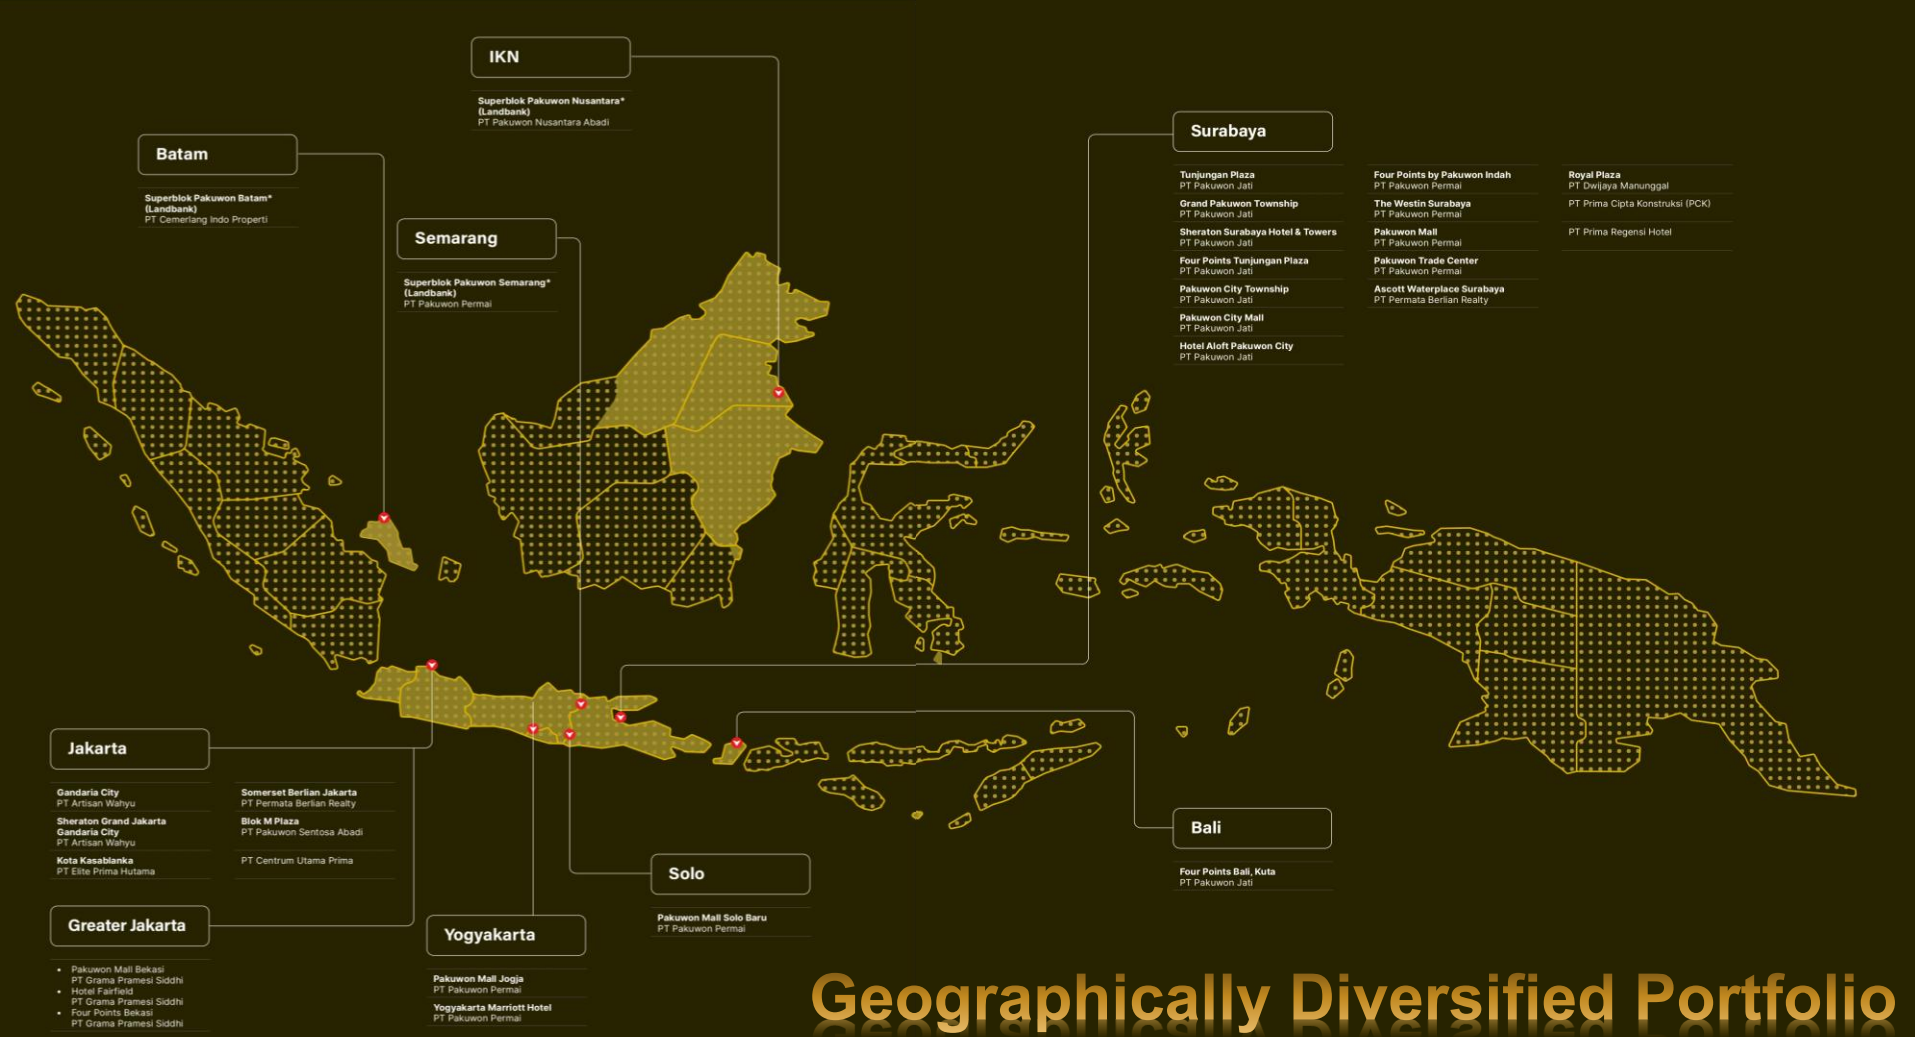 IKN
Superblok Pakuwon Nusantara*
(Landbank)
PT Pakuwon Nusantara Abadi
Batam
Superblok Pakuwon Batam*
(Landbank)
PT Cemerlang Indo Properti
Semarang
Superblok Pakuwon Semarang*
(Landbank)
PT Pakuwon Permai
Surabaya
Tunjungan Plaza
PT Pakuwon Jati
Grand Pakuwon Township
PT Pakuwon Jati
Sheraton Surabaya Hotel & Towers
PT Pakuwon Jati
Four Points Tunjungan Plaza
PT Pakuwon Jati
Pakuwon City Township
PT Pakuwon Jati
Pakuwon City Mall
PT Pakuwon Jati
Hotel Aloft Pakuwon City
PT Pakuwon Jati
Four Points by Pakuwon Indah
PT Pakuwon Permai
The Westin Surabaya
PT Pakuwon Permai
Pakuwon Mall
PT Pakuwon Permai
Pakuwon Trade Center
PT Pakuwon Permai
Ascott Waterplace Surabaya
PT Permata Berlian Realty
Royal Plaza
PT Dwijaya Manunggal
PT Prima Cipta Konstruksi (PCK)
PT Prima Regensi Hotel
Jakarta
Gandaria City
PT Artisan Wahyu
Sheraton Grand Jakarta
Gandaria City
PT Artisan Wahyu
Kota Kasablanka
PT Elite Prima Hutama
Somerset Berlian Jakarta
PT Permata Berlian Realty
Blok M Plaza
PT Pakuwon Sentosa Abadi
PT Centrum Utama Prima
Greater Jakarta
• Pakuwon Mall Bekasi
PT Grama Pramesi Siddhi
• Hotel Fairfield
PT Grama Pramesi Siddhi
• Four Points Bekasi
PT Grama Pramesi Siddhi
Yogyakarta
Pakuwon Mall Jogja
PT Pakuwon Permai
Yogyakarta Marriott Hotel
PT Pakuwon Permai
Solo
Pakuwon Mall Solo Baru
PT Pakuwon Permai
Bali
Four Points Bali, Kuta
PT Pakuwon Jati
Geographically Diversified Portfolio